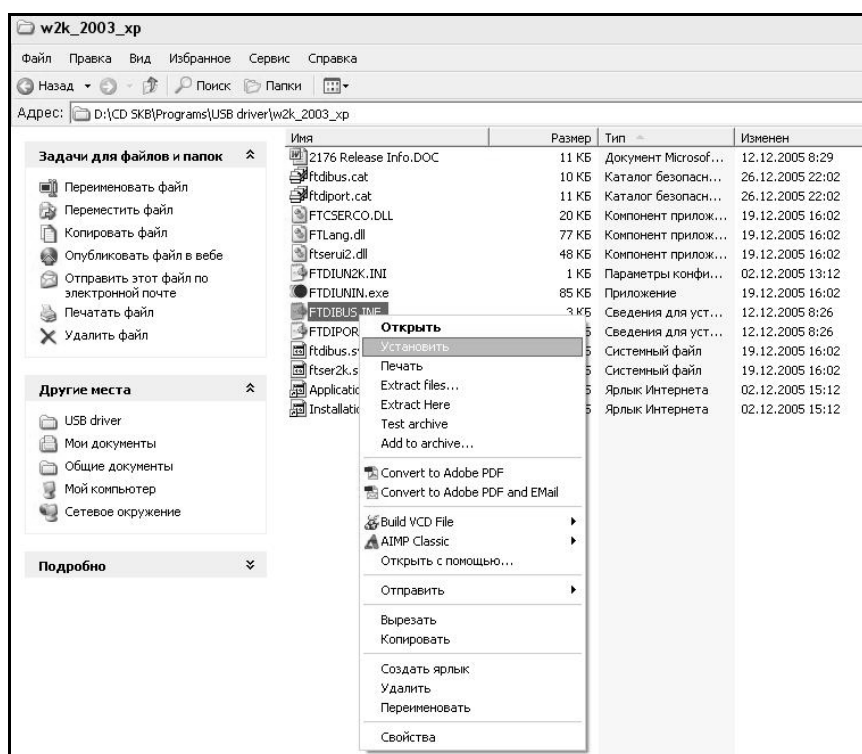 w2k_2003_xp
Файл Правка Вид Избранное Сервис Справка
Назад Поиск Папки
Адрес: D:\CD SKB\Programs\USB driver\w2k_2003_xp
Задачи для файлов и папок
Переименовать файл
Переместить файл
Копировать файл
Опубликовать файл в вебе
Отправить этот файл по
электронной почте
Печатать файл
Удалить файл
Другие места
USB driver
Мои документы
Общие документы
Мой компьютер
Сетевое окружение
Подробно
Имя Размер Тип Изменен
2176 Release Info.DOC 11 КБ Документ Microsof... 12.12.2005 8:29
ftdibus.cat 10 КБ Каталог безопасн... 26.12.2005 22:02
ftdiport.cat 11 КБ Каталог безопасн... 26.12.2005 22:02
FTCSERCO.DLL 20 КБ Компонент прилож... 19.12.2005 16:02
FTLang.dll 77 КБ Компонент прилож... 19.12.2005 16:02
ftserui2.dll 48 КБ Компонент прилож... 19.12.2005 16:02
FTDIUN2K.INI 1 КБ Параметры конфи... 02.12.2005 13:12
FTDIUNIN.exe 85 КБ Приложение 19.12.2005 16:02
FTDIBUS.INF 3 КБ Сведения для уст... 12.12.2005 8:26
FTDIPOR Б Сведения для уст... 12.12.2005 8:26
ftdibus.s Б Системный файл 19.12.2005 16:02
ftser2k.s Б Системный файл 19.12.2005 16:02
Applicatio Б Ярлык Интернета 02.12.2005 15:12
Installatio Б Ярлык Интернета 02.12.2005 15:12
Открыть
Установить
Печать
Extract files...
Extract Here
Test archive
Add to archive...
Convert to Adobe PDF
Convert to Adobe PDF and EMail
Build VCD File
AIMP Classic
Открыть с помощью...
Отправить
Вырезать
Копировать
Создать ярлык
Удалить
Переименовать
Свойства